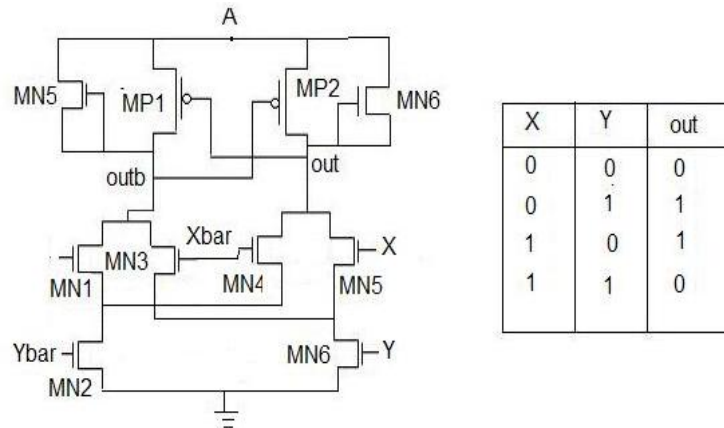 A
MN5
MP1
MP2
MN6
outb
out
Xbar
X
MN3
MN1
MN4
MN5
Ybar
MN2
MN6
Y
X Y out
0 0 0
0 1 1
1 0 1
1 1 0